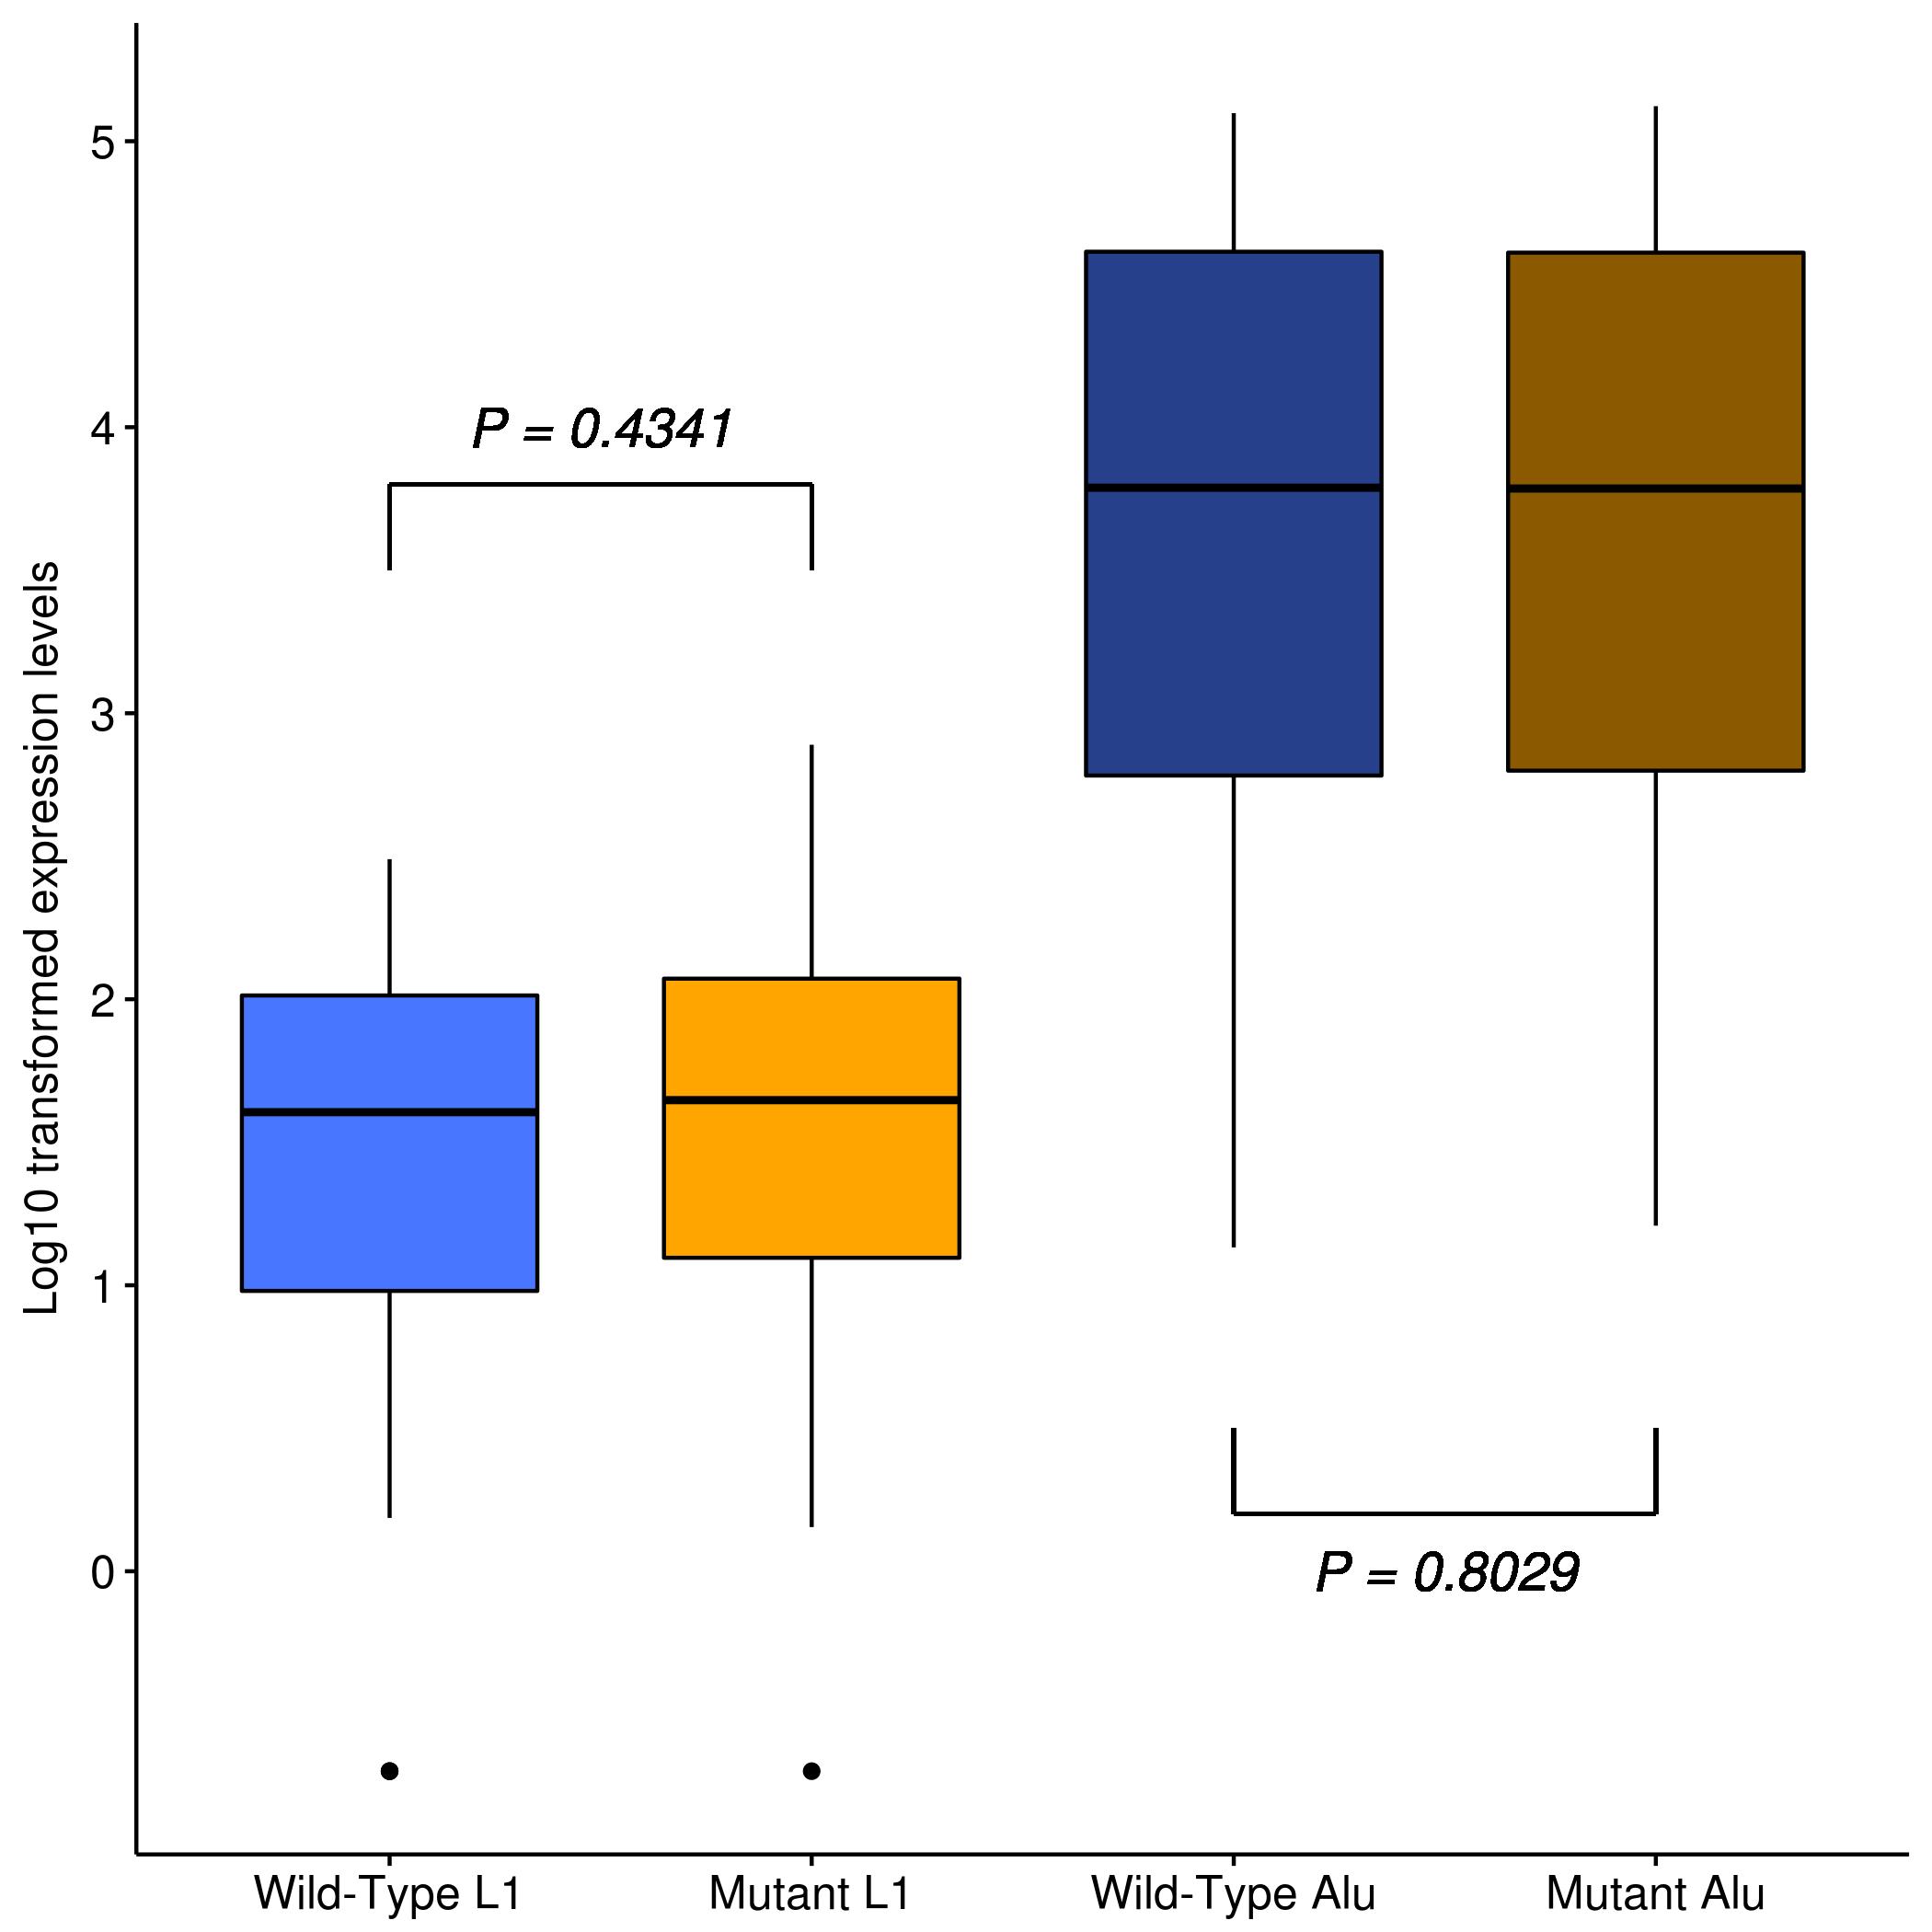 Log10 transformed expression levels
5
4
3
2
1
0
P = 0.4341
P = 0.8029
Wild-Type L1
Mutant L1
Wild-Type Alu
Mutant Alu